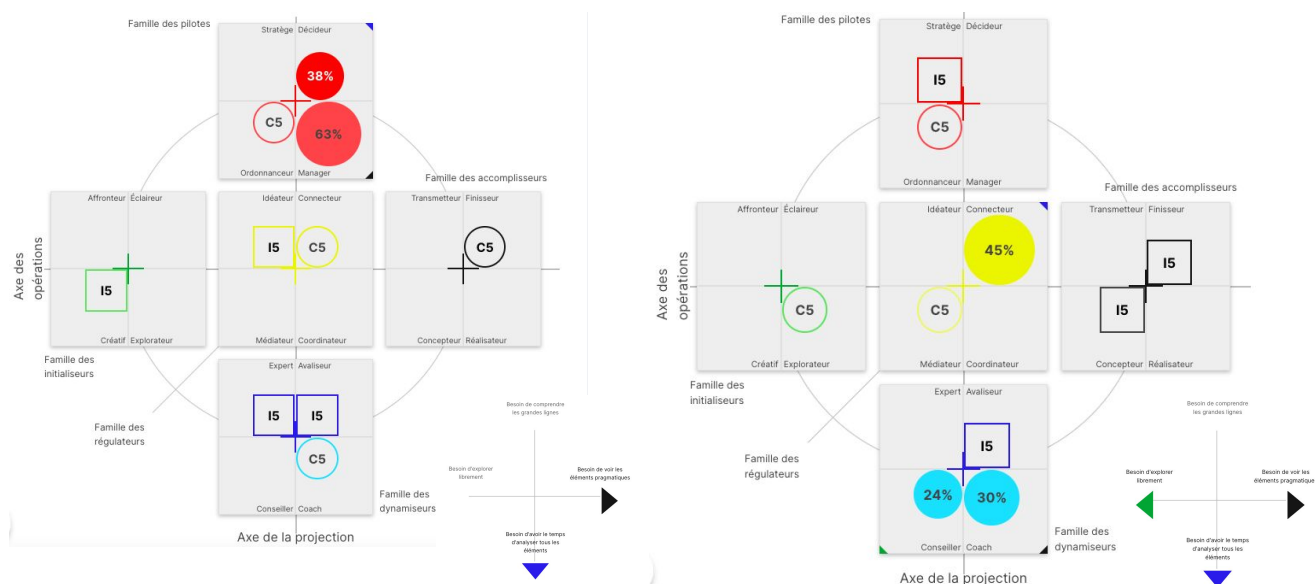 Famille des pilotes
Stratège Décideur
38%
C5
63%
Ordonnanceur Manager
Famille des accomplisseurs
Affronteur Éclaireur
Idéateur Connecteur
Transmetteur Finisseur
I5
C5
C5
I5
Axe des opérations
Créatif Explorateur
Médiateur Coordinateur
Concepteur Réalisateur
Famille des
initialiseurs
Expert Avaliseur
I5
I5
C5
Famille des
régulateurs
Conseiller Coach
Famille des
dynamiseurs
Axe de la projection
Besoin de comprendre
les grandes lignes
Besoin d'explorer
librement
Besoin de voir les
éléments pragmatiques
Besoin d'avoir le temps
d'analyser tous les
éléments
Famille des pilotes
Stratège Décideur
I5
C5
Ordonnanceur Manager
Famille des accomplisseurs
Affronteur Éclaireur
Idéateur Connecteur
Transmetteur Finisseur
45%
I5
C5
C5
I5
Axe des
opérations
Créatif Explorateur
Médiateur Coordinateur
Concepteur Réalisateur
Famille des
initialiseurs
Expert Avaliseur
I5
24%
30%
Famille des
régulateurs
Conseiller Coach
Famille des
dynamiseurs
Axe de la projection
Besoin de comprendre
les grandes lignes
Besoin d'explorer
librement
Besoin de voir les
éléments pragmatiques
Besoin d'avoir le temps
d'analyser tous les
éléments